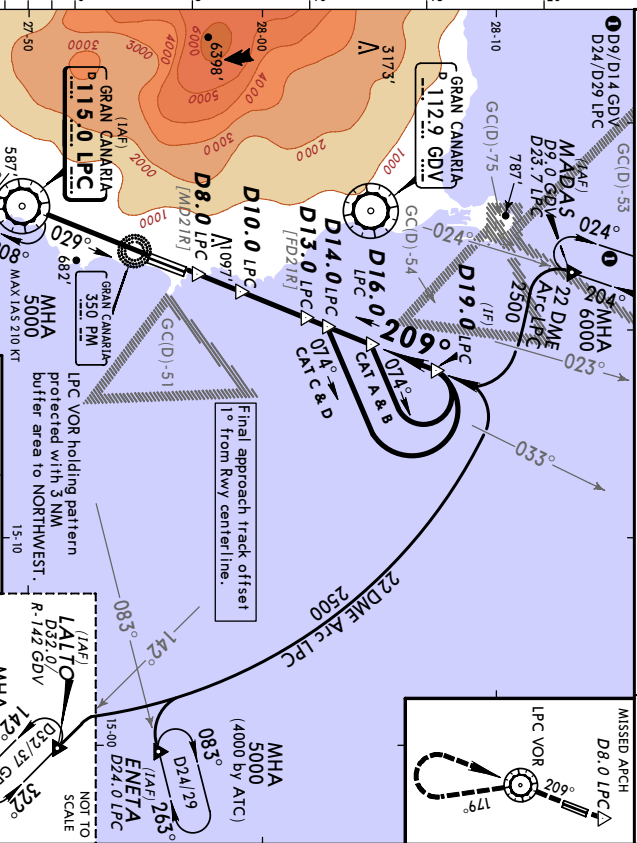 27-50
28-00
28-10
❶ D9/D14 GDV
D24/D29 LPC
3000
4000
6000
6398'
4000
5000
3000
2000
2000
1000
1000
3173'
(IAF)
GRAN CANARIA
D 115.0 LPC
GRAN CANARIA
D 112.9 GDV
GC(D)-75
GC(D)-53
787'
(IAF)
MADAS
D9.0 GDV
D23.7 LPC
024°
❶
204°
MHA
6000
024°
GC(D)-54
22 DME
Arc LPC
2500
023°
587'
029°
682'
MHA
5000
MAX IAS 210 KT
GRAN CANARIA
350 PM
D8.0 LPC
[MD21R]
1097'
D10.0 LPC
D13.0 LPC
[FD21R]
D14.0 LPC
D16.0
LPC
209°
(IF)
D19.0
LPC
074°
CAT A & B
074°
CAT C & D
033°
GC(D)-51
LPC VOR holding pattern
protected with 3 NM
buffer area to NORTHWEST.
Final approach track offset
1° from Rwy centerline.
15-10
22 DME Arc LPC
2500
083°
142°
(IAF)
LALTO
D32.0/
R-142 GDV
142°
322°
NOT TO
SCALE
15-00
083°
D24/29
263°
(IAF)
ENETA
D24.0 LPC
MHA
5000
(4000 by ATC)
MISSED APCH
D8.0 LPC
LPC VOR
209°
179°